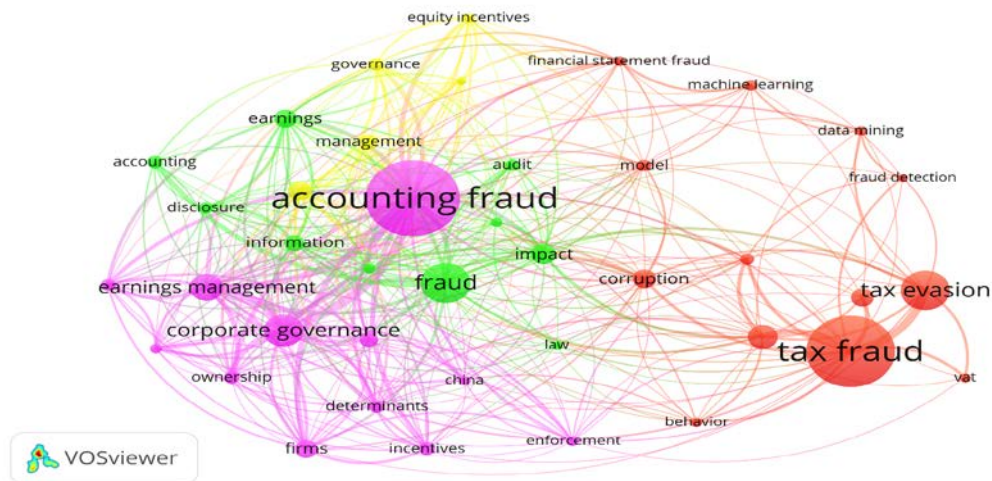 equity incentives
governance
financial statement fraud
machine learning
earnings
data mining
management
accounting
audit
model
fraud detection
accounting fraud
disclosure
information
impact
corruption
earnings management
fraud
tax evasion
corporate governance
law
tax fraud
ownership
china
vat
determinants
behavior
firms
incentives
enforcement
VOSviewer